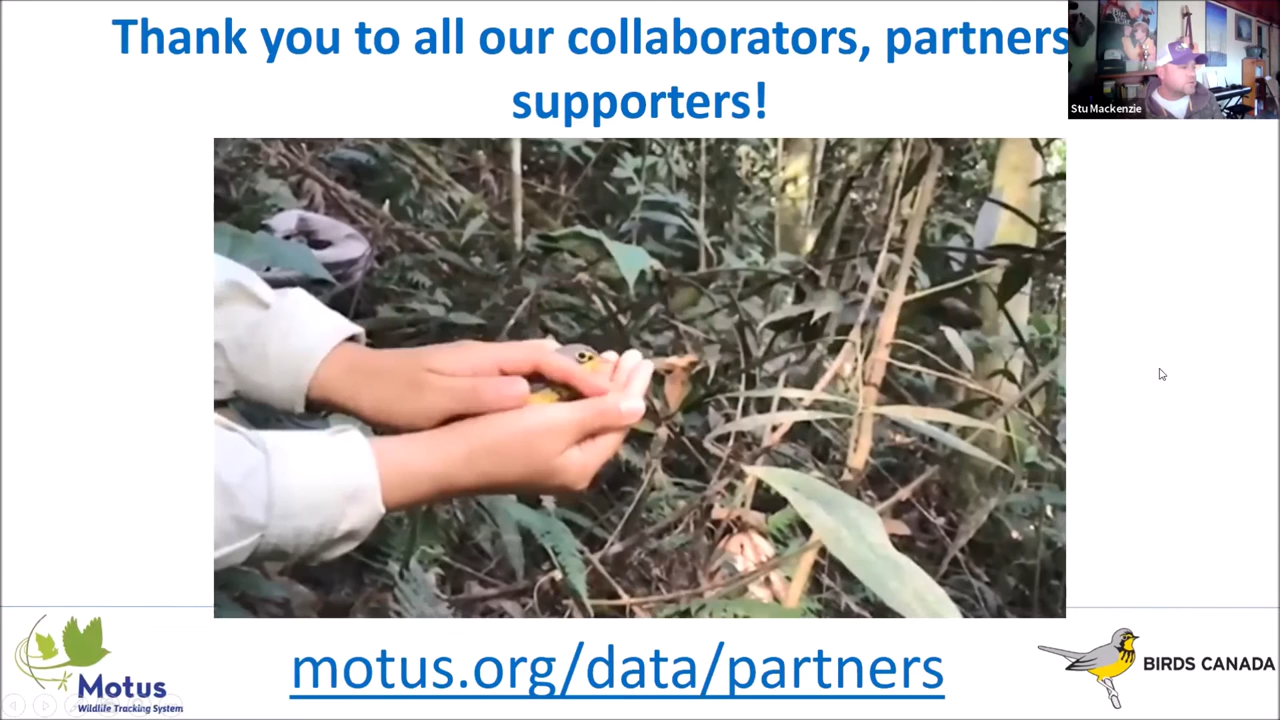 Thank you to all our collaborators, partners
supporters!
Stu Mackenzie
motus.org/data/partners
Motus
Wildlife Tracking System
BIRDS CANADA